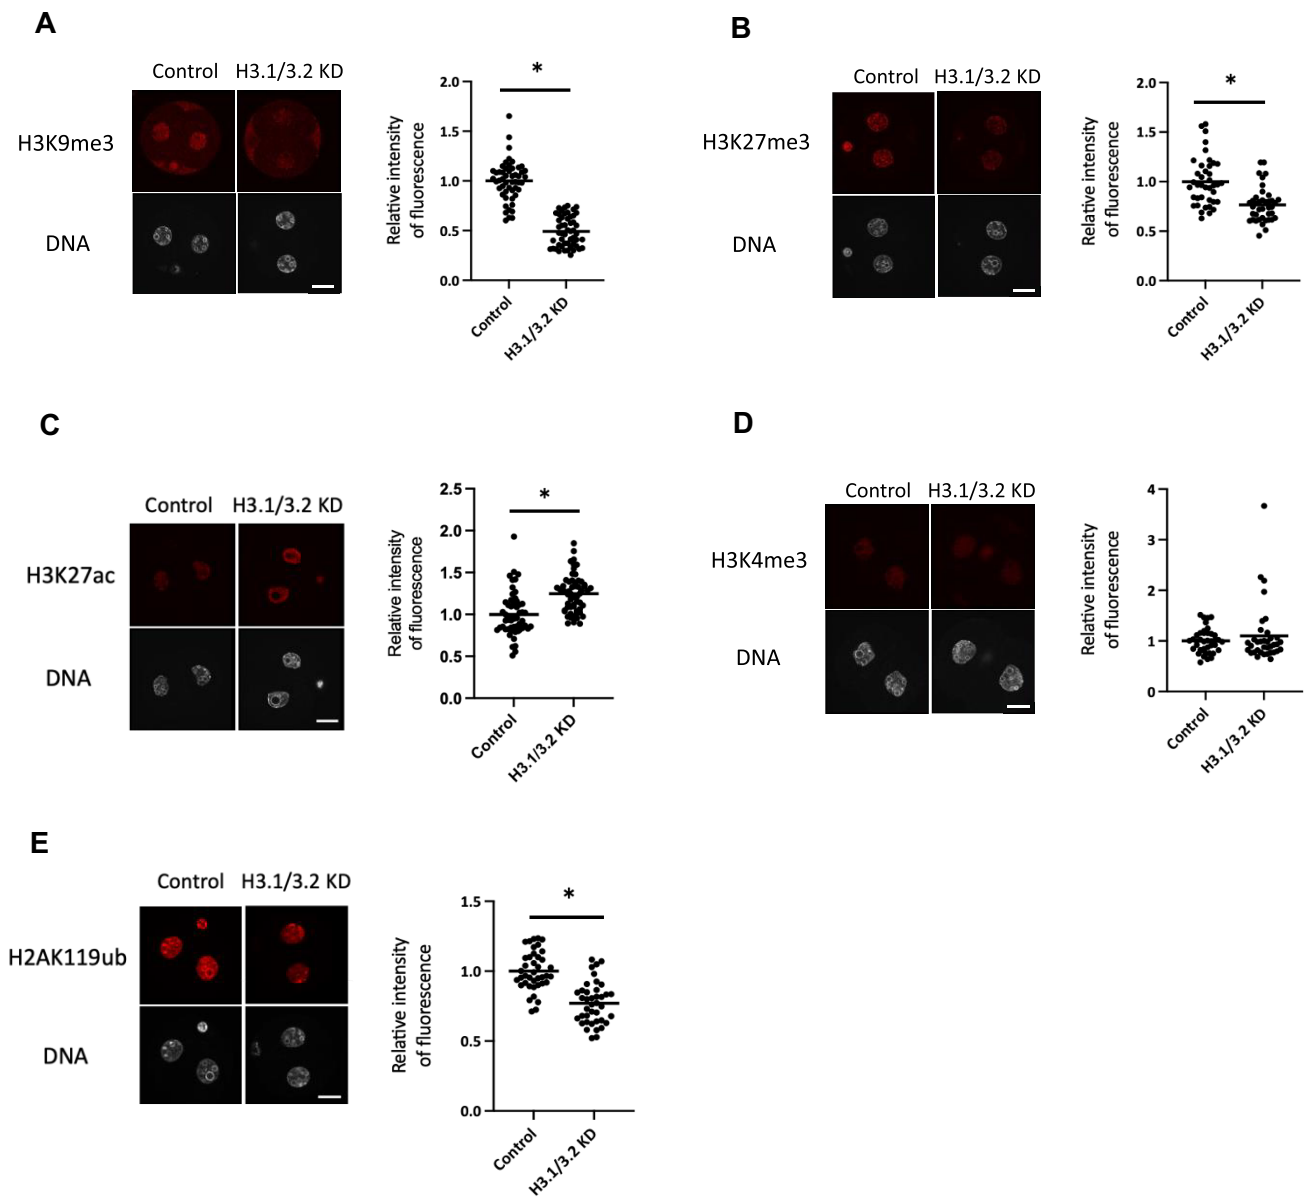 A
Control H3.1/3.2 KD
H3K9me3
DNA
Relative intensity
of fluorescence
2.0
1.5
1.0
0.5
0.0
*
Control
H3.1/3.2 KD
B
Control H3.1/3.2 KD
H3K27me3
DNA
Relative intensity
of fluorescence
2.0
1.5
1.0
0.5
0.0
*
Control
H3.1/3.2 KD
C
Control H3.1/3.2 KD
H3K27ac
DNA
Relative intensity
of fluorescence
2.5
2.0
1.5
1.0
0.5
0.0
*
Control
H3.1/3.2 KD
D
Control H3.1/3.2 KD
H3K4me3
DNA
Relative intensity
of fluorescence
4
3
2
1
0
Control
H3.1/3.2 KD
E
Control H3.1/3.2 KD
H2AK119ub
DNA
Relative intensity
of fluorescence
1.5
1.0
0.5
0.0
*
Control
H3.1/3.2 KD